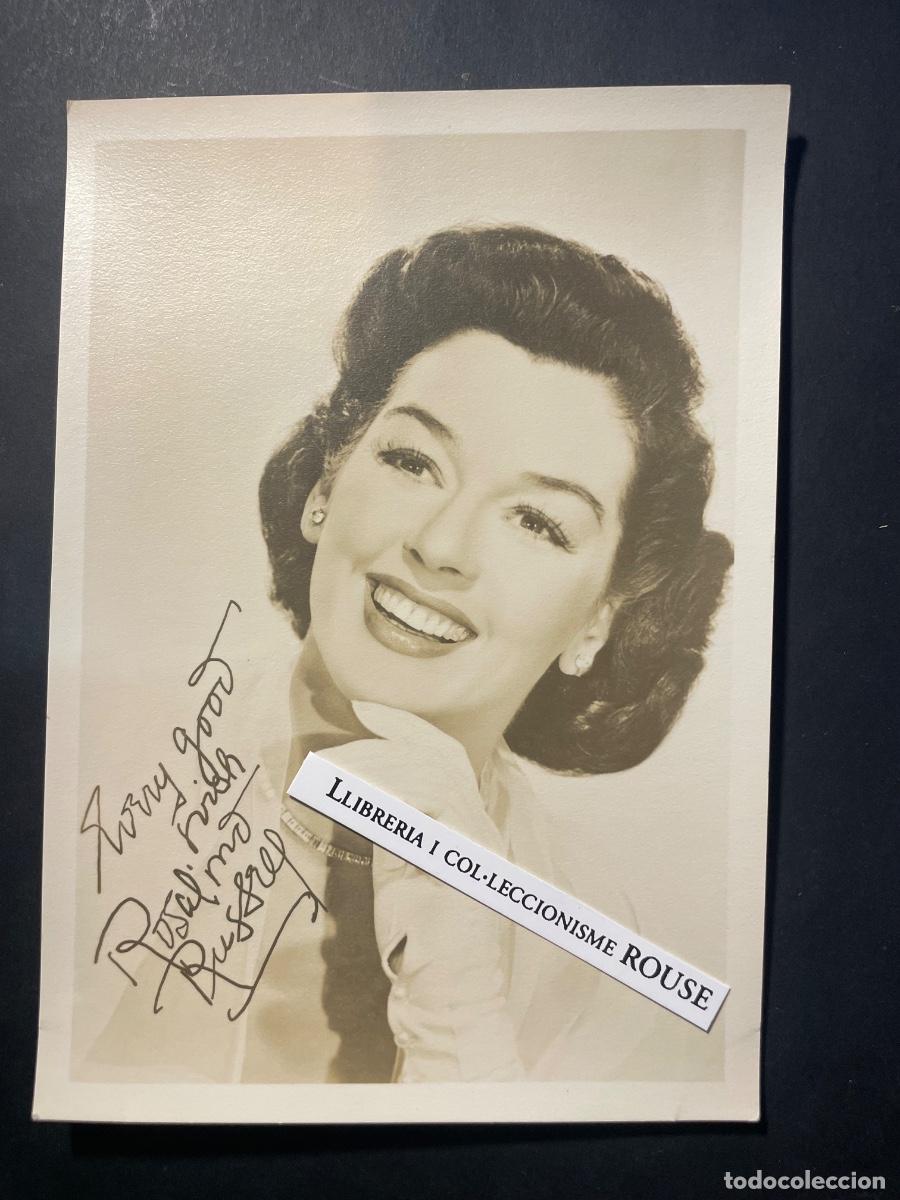 Every good
wish
Rosalind
Russell
LLIBRERIA I COL·LECCIONISME ROUSE
todocoleccion